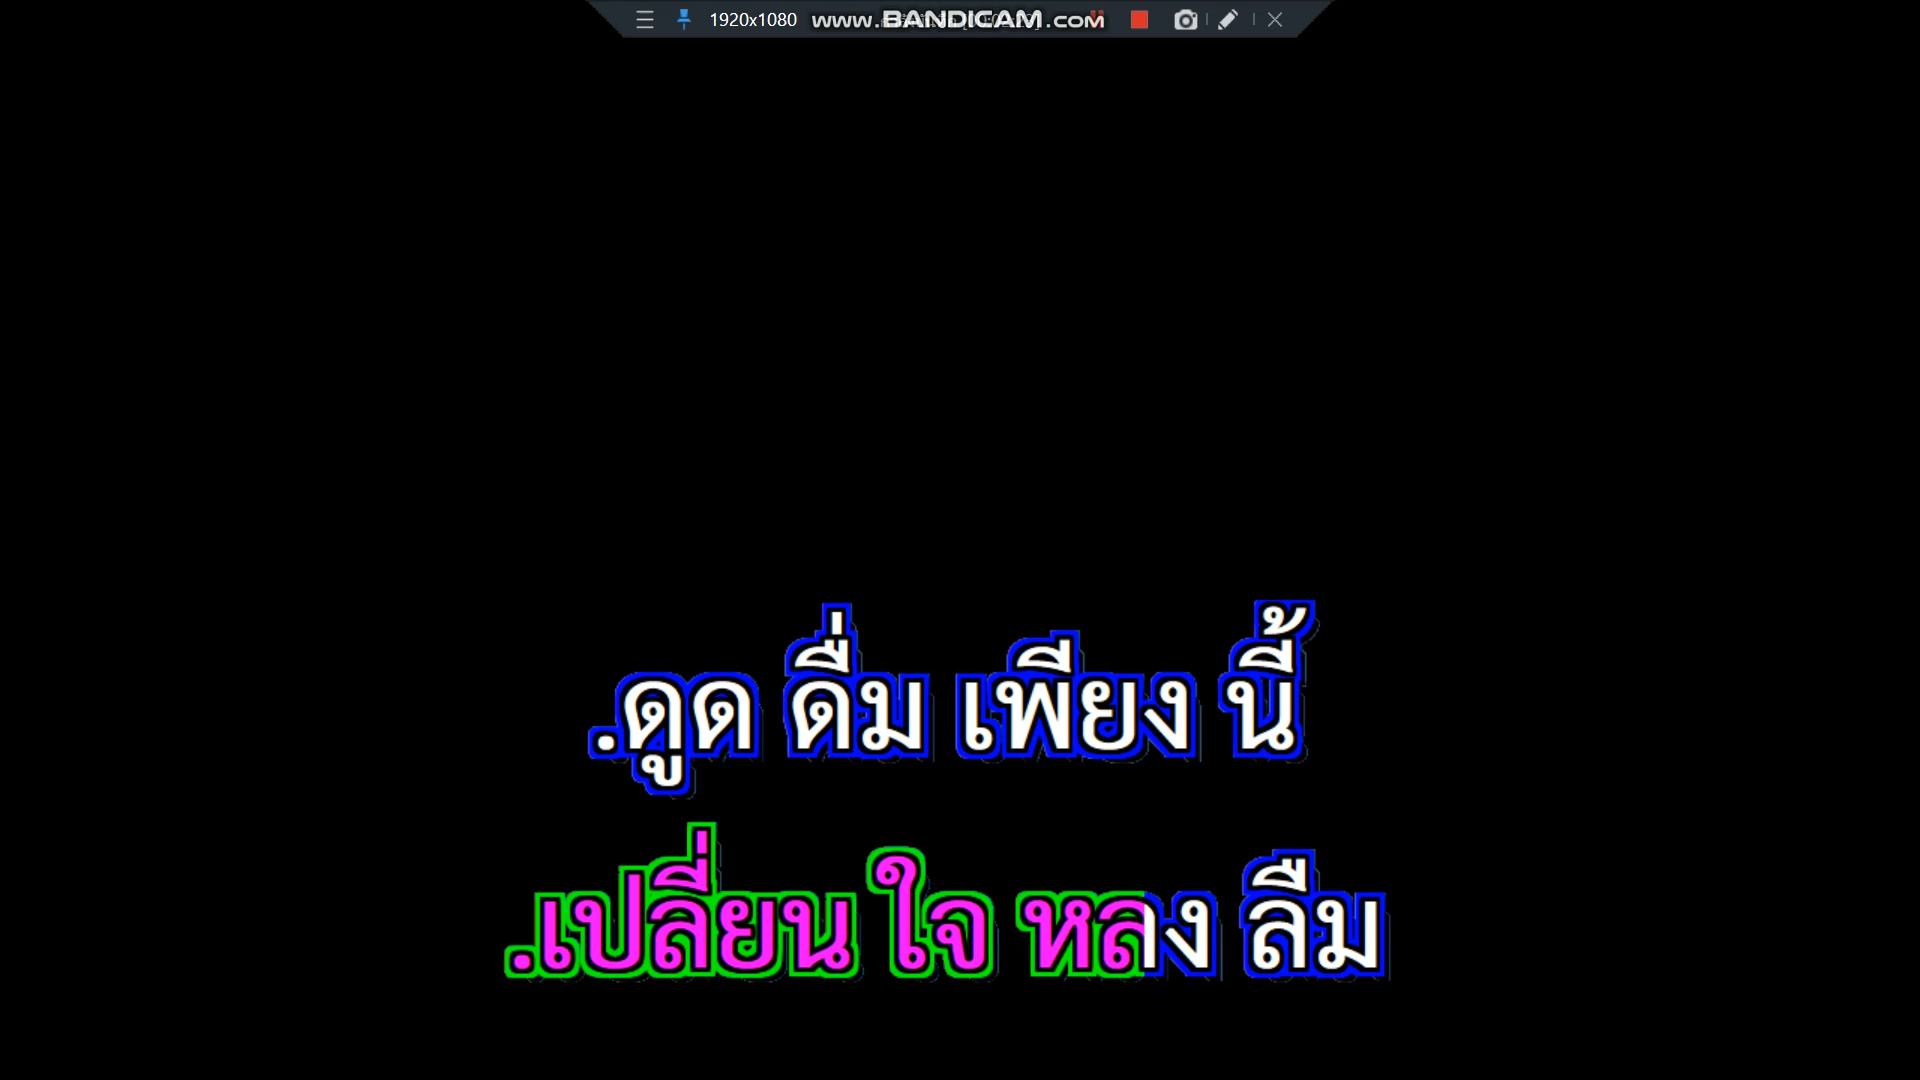 1920x1080 www.BANDICAM.com
.ดูด ดื่ม เพียง นี้
.เปลี่ยน ใจ หลง ลืม